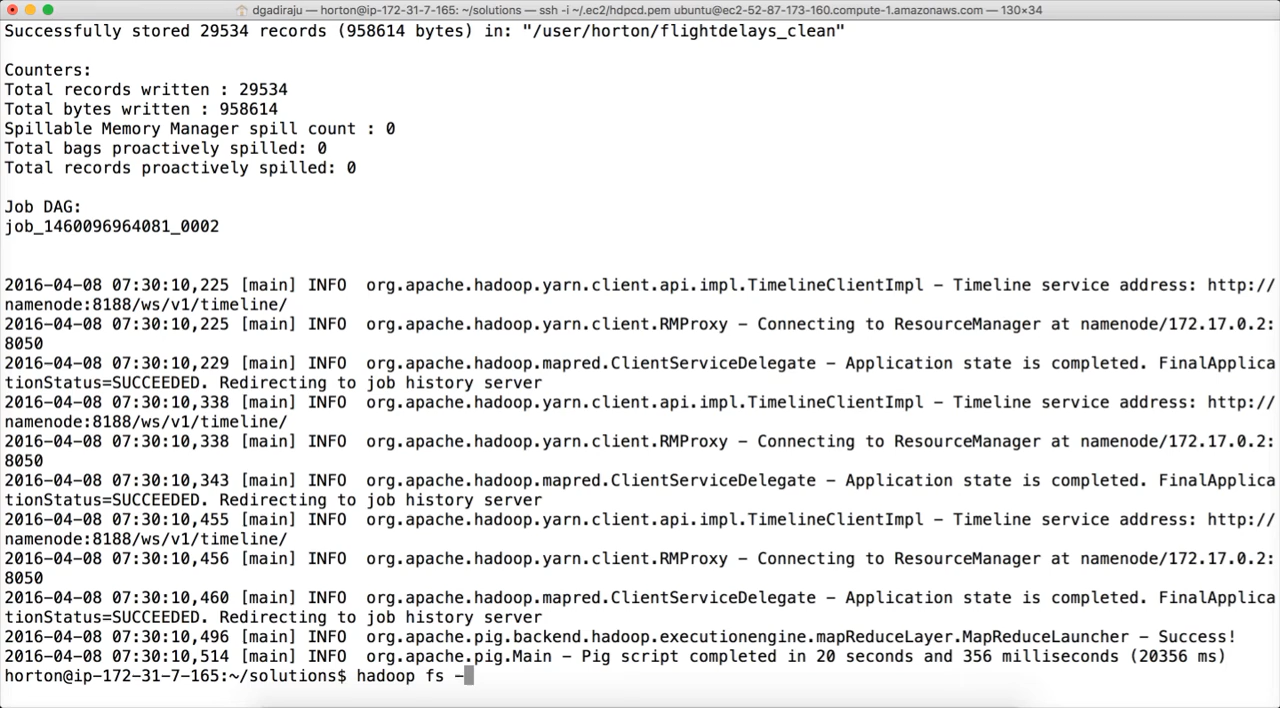 dgadiraju — horton@ip-172-31-7-165: ~/solutions — ssh -i ~/.ec2/hdpcd.pem ubuntu@ec2-52-87-173-160.compute-1.amazonaws.com — 130×34
Successfully stored 29534 records (958614 bytes) in: "/user/horton/flightdelays_clean"
Counters:
Total records written : 29534
Total bytes written : 958614
Spillable Memory Manager spill count : 0
Total bags proactively spilled: 0
Total records proactively spilled: 0
Job DAG:
job_1460096964081_0002
2016-04-08 07:30:10,225 [main] INFO  org.apache.hadoop.yarn.client.api.impl.TimelineClientImpl - Timeline service address: http://
namenode:8188/ws/v1/timeline/
2016-04-08 07:30:10,225 [main] INFO  org.apache.hadoop.yarn.client.RMProxy - Connecting to ResourceManager at namenode/172.17.0.2:
8050
2016-04-08 07:30:10,229 [main] INFO  org.apache.hadoop.mapred.ClientServiceDelegate - Application state is completed. FinalApplica
tionStatus=SUCCEEDED. Redirecting to job history server
2016-04-08 07:30:10,338 [main] INFO  org.apache.hadoop.yarn.client.api.impl.TimelineClientImpl - Timeline service address: http://
namenode:8188/ws/v1/timeline/
2016-04-08 07:30:10,338 [main] INFO  org.apache.hadoop.yarn.client.RMProxy - Connecting to ResourceManager at namenode/172.17.0.2:
8050
2016-04-08 07:30:10,343 [main] INFO  org.apache.hadoop.mapred.ClientServiceDelegate - Application state is completed. FinalApplica
tionStatus=SUCCEEDED. Redirecting to job history server
2016-04-08 07:30:10,455 [main] INFO  org.apache.hadoop.yarn.client.api.impl.TimelineClientImpl - Timeline service address: http://
namenode:8188/ws/v1/timeline/
2016-04-08 07:30:10,456 [main] INFO  org.apache.hadoop.yarn.client.RMProxy - Connecting to ResourceManager at namenode/172.17.0.2:
8050
2016-04-08 07:30:10,460 [main] INFO  org.apache.hadoop.mapred.ClientServiceDelegate - Application state is completed. FinalApplica
tionStatus=SUCCEEDED. Redirecting to job history server
2016-04-08 07:30:10,496 [main] INFO  org.apache.pig.backend.hadoop.executionengine.mapReduceLayer.MapReduceLauncher - Success!
2016-04-08 07:30:10,514 [main] INFO  org.apache.pig.Main - Pig script completed in 20 seconds and 356 milliseconds (20356 ms)
horton@ip-172-31-7-165:~/solutions$ hadoop fs -